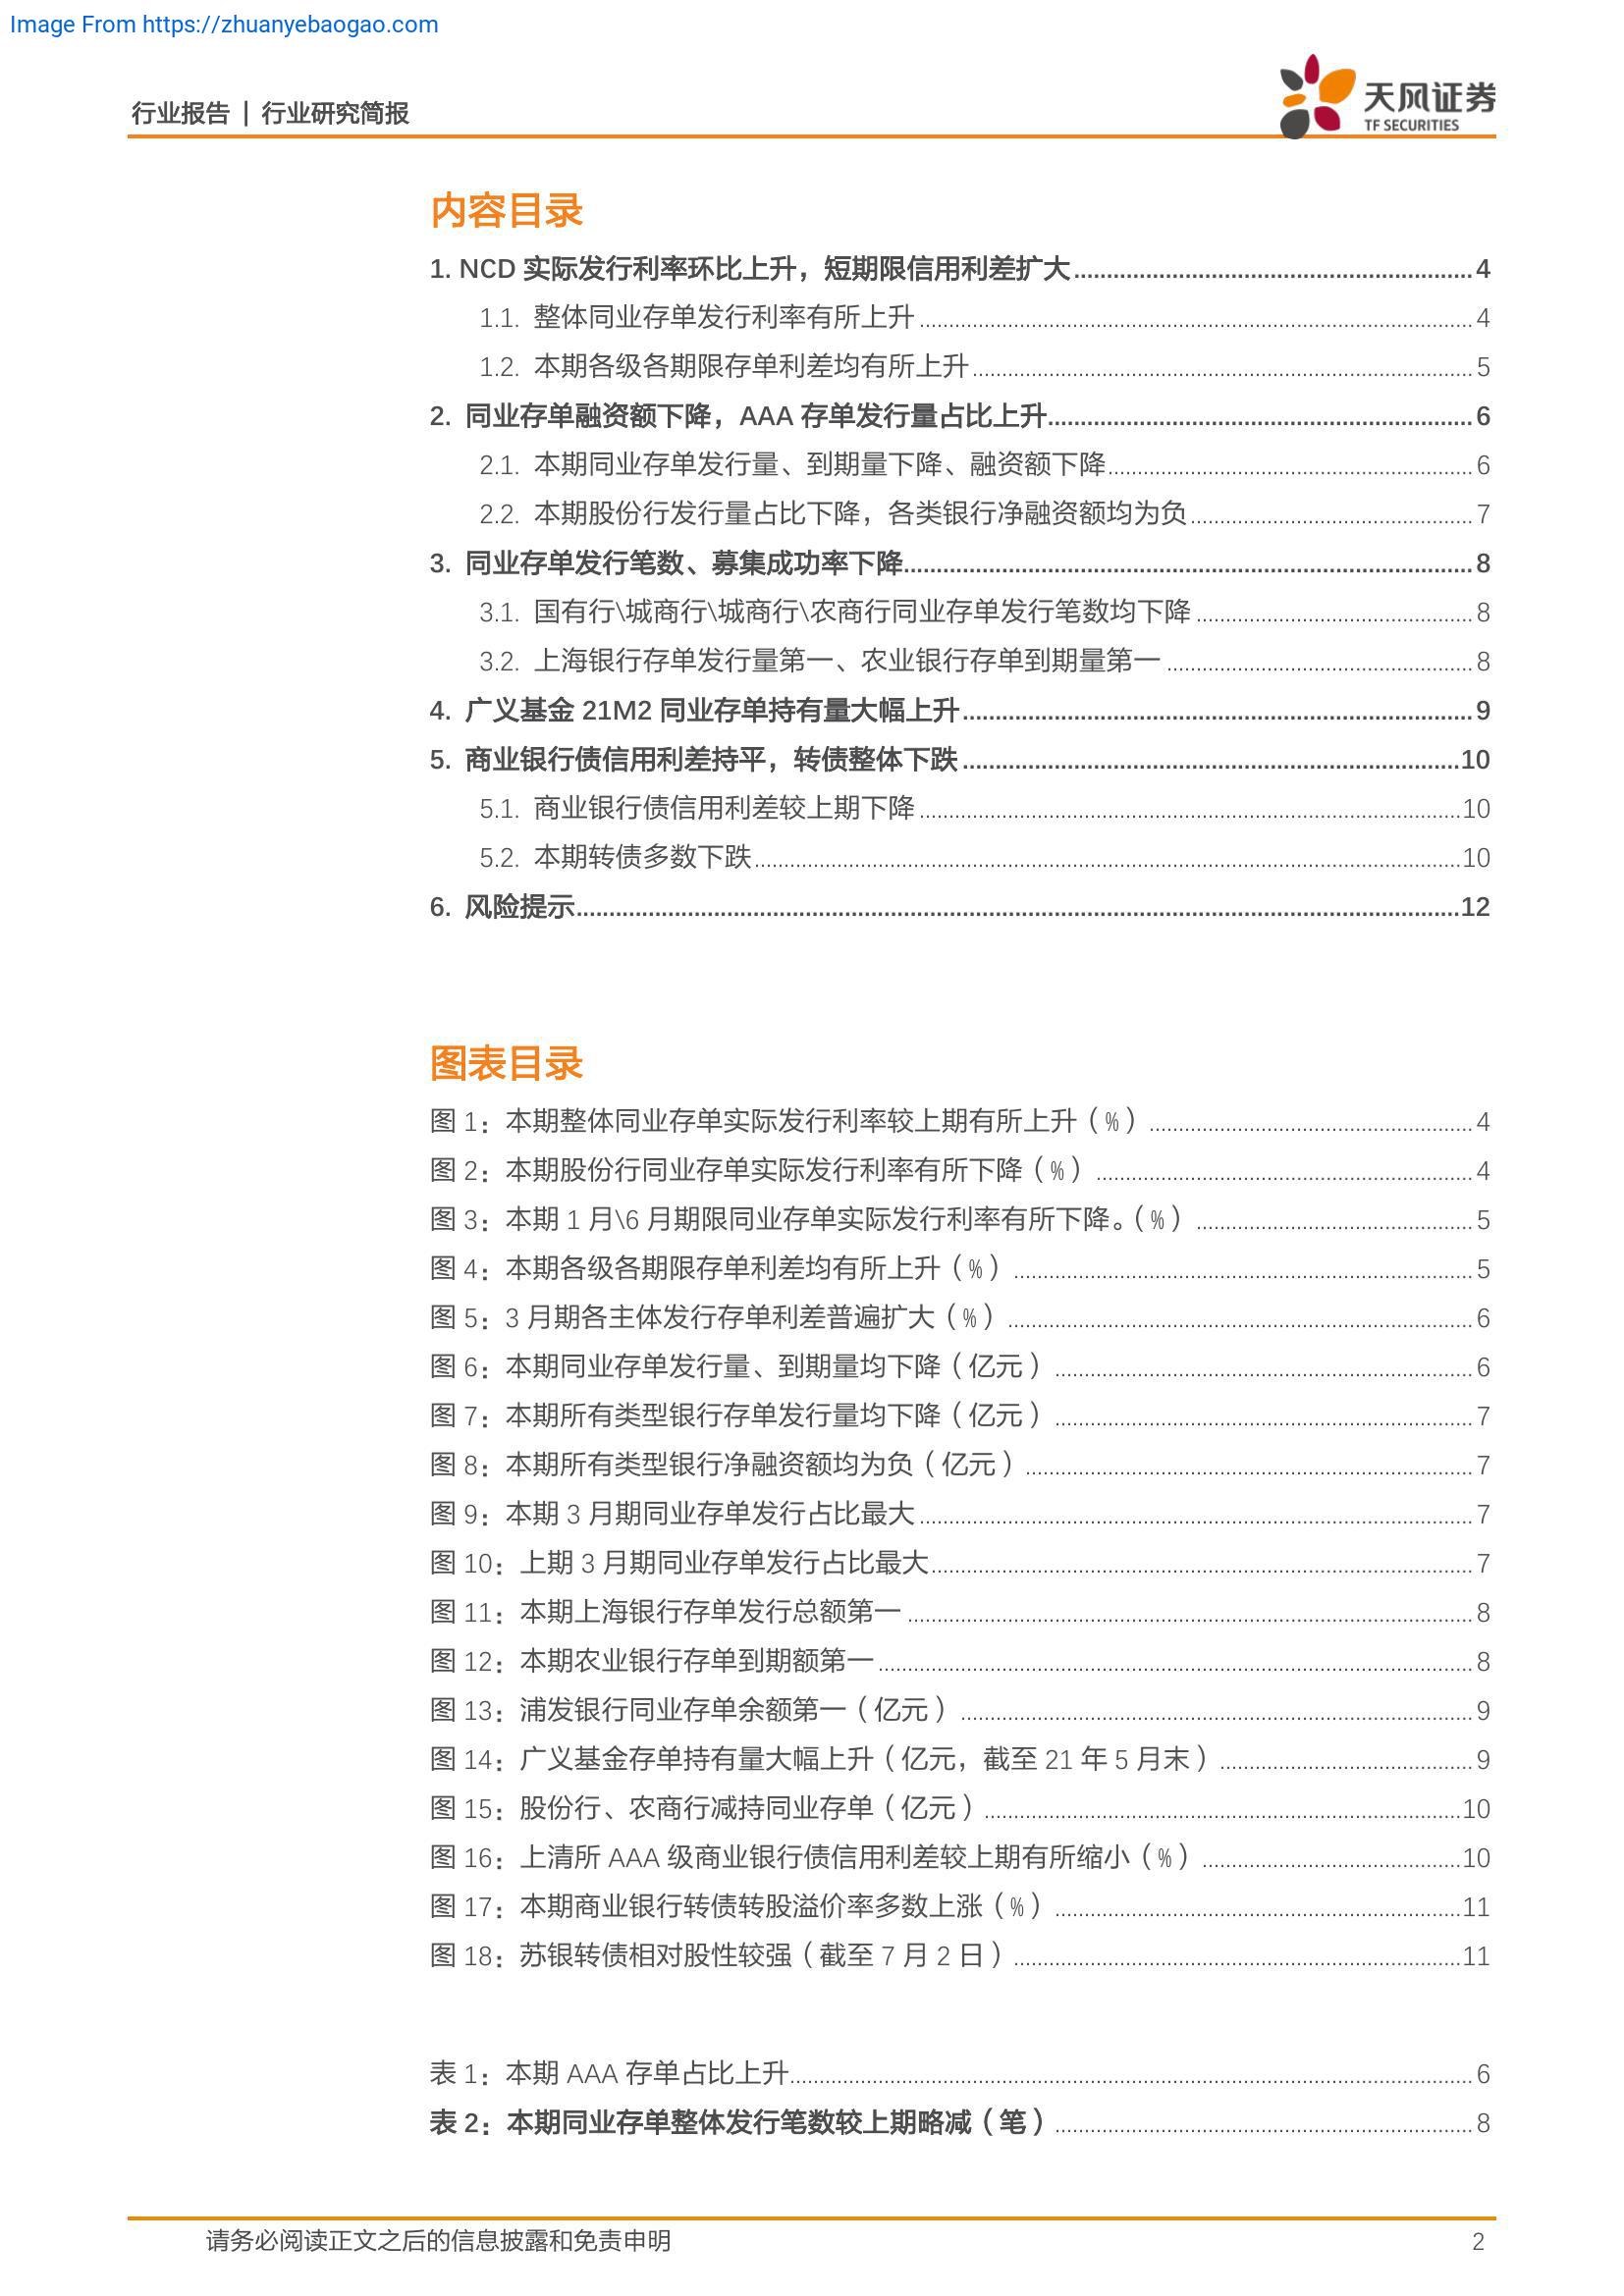 Image From https://zhuanyebaogao.com
行业报告 | 行业研究简报
天风证券
TF SECURITIES
内容目录
1. NCD 实际发行利率环比上升，短期限信用利差扩大 4
1.1. 整体同业存单发行利率有所上升 4
1.2. 本期各级各期限存单利差均有所上升 5
2. 同业存单融资额下降，AAA 存单发行量占比上升 6
2.1. 本期同业存单发行量、到期量下降、融资额下降 6
2.2. 本期股份行发行量占比下降，各类银行净融资额均为负 7
3. 同业存单发行笔数、募集成功率下降 8
3.1. 国有行\城商行\城商行\农商行同业存单发行笔数均下降 8
3.2. 上海银行存单发行量第一、农业银行存单到期量第一 8
4. 广义基金 21M2 同业存单持有量大幅上升 9
5. 商业银行债信用利差持平，转债整体下跌 10
5.1. 商业银行债信用利差较上期下降 10
5.2. 本期转债多数下跌 10
6. 风险提示 12
图表目录
图 1：本期整体同业存单实际发行利率较上期有所上升（%） 4
图 2：本期股份行同业存单实际发行利率有所下降（%） 4
图 3：本期 1 月\6 月期限同业存单实际发行利率有所下降。（%） 5
图 4：本期各级各期限存单利差均有所上升（%） 5
图 5：3 月期各主体发行存单利差普遍扩大（%） 6
图 6：本期同业存单发行量、到期量均下降（亿元） 6
图 7：本期所有类型银行存单发行量均下降（亿元） 7
图 8：本期所有类型银行净融资额均为负（亿元） 7
图 9：本期 3 月期同业存单发行占比最大 7
图 10：上期 3 月期同业存单发行占比最大 7
图 11：本期上海银行存单发行总额第一 8
图 12：本期农业银行存单到期额第一 8
图 13：浦发银行同业存单余额第一（亿元） 9
图 14：广义基金存单持有量大幅上升（亿元，截至 21 年 5 月末） 9
图 15：股份行、农商行减持同业存单（亿元） 10
图 16：上清所 AAA 级商业银行债信用利差较上期有所缩小（%） 10
图 17：本期商业银行转债转股溢价率多数上涨（%） 11
图 18：苏银转债相对股性较强（截至 7 月 2 日） 11
表 1：本期 AAA 存单占比上升 6
表 2：本期同业存单整体发行笔数较上期略减（笔） 8
请务必阅读正文之后的信息披露和免责申明 2